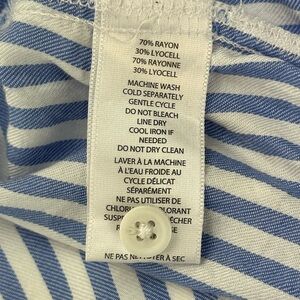 70% RAYON
30% LYOCELL
70% RAYONNE
30% LYOCELL
MACHINE WASH
COLD SEPARATELY
GENTLE CYCLE
DO NOT BLEACH
LINE DRY
COOL IRON IF
NEEDED
DO NOT DRY CLEAN
LAVER À LA MACHINE
À L'EAU FROIDE AU
CYCLE DÉLICAT
SÉPARÉMENT
NE PAS UTILISER DE
NE PAS À SEC